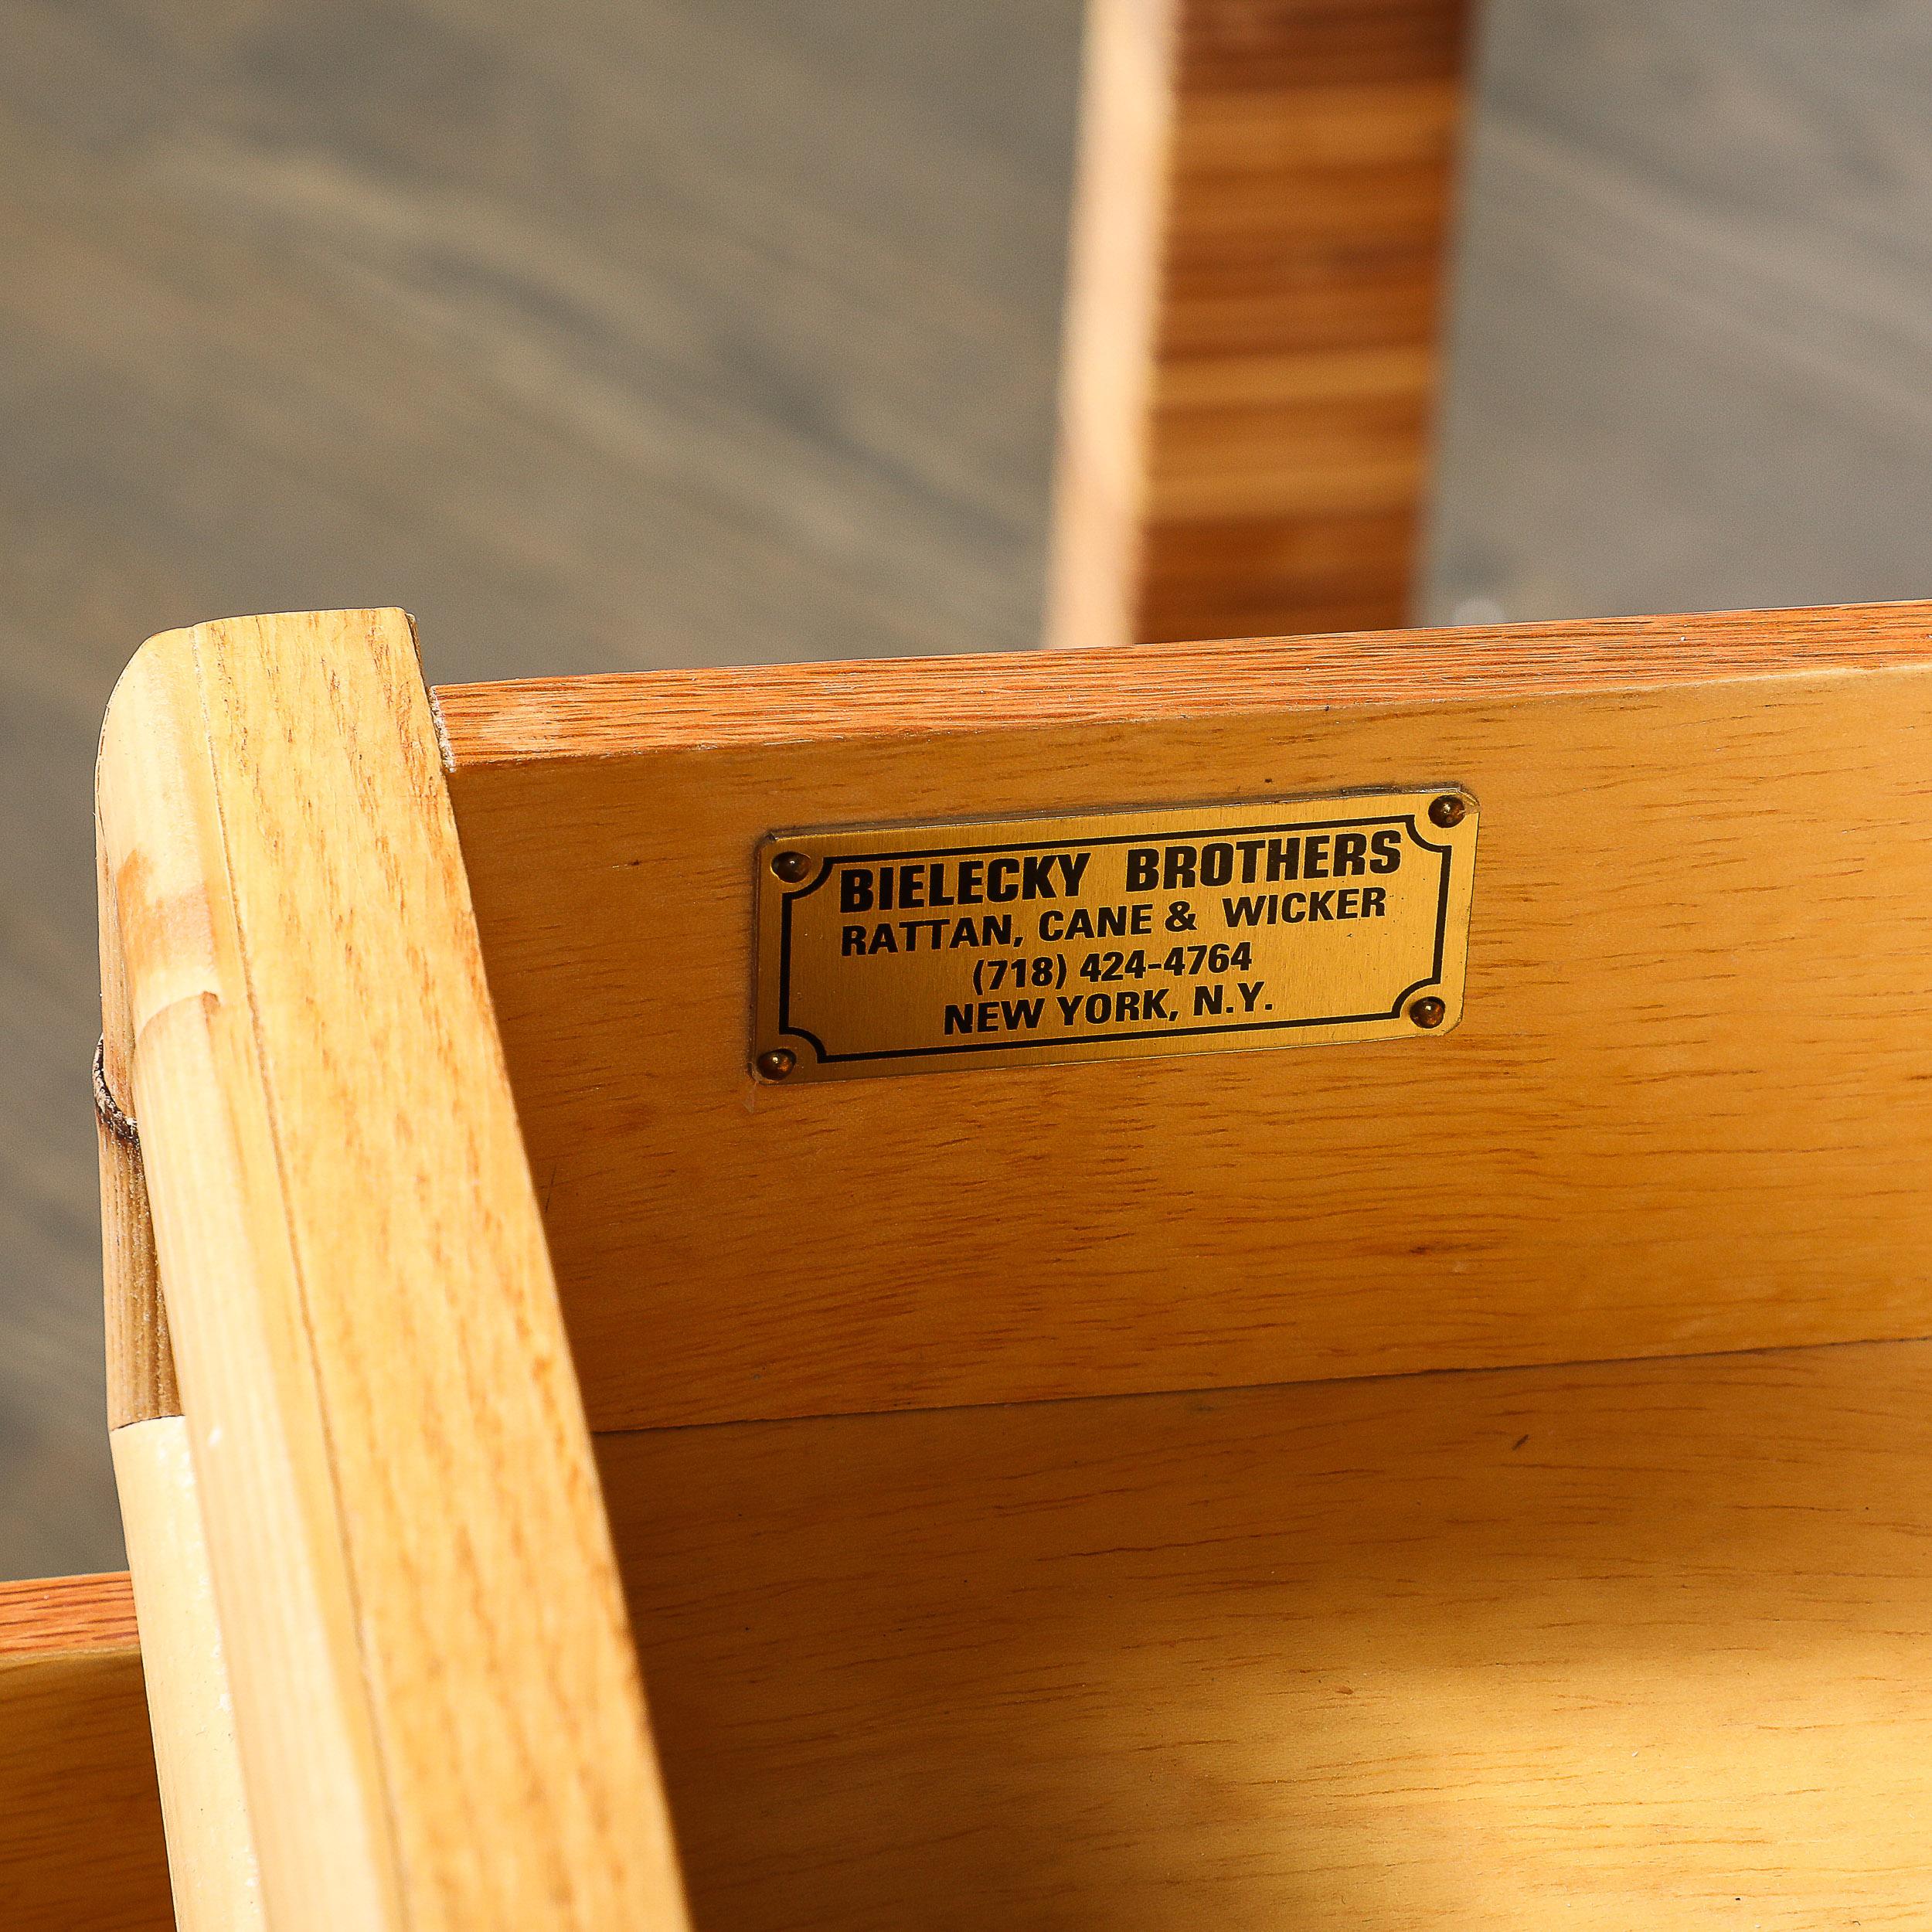 BIELECKY BROTHERS
RATTAN, CANE & WICKER
(718) 424-4764
NEW YORK, N.Y.